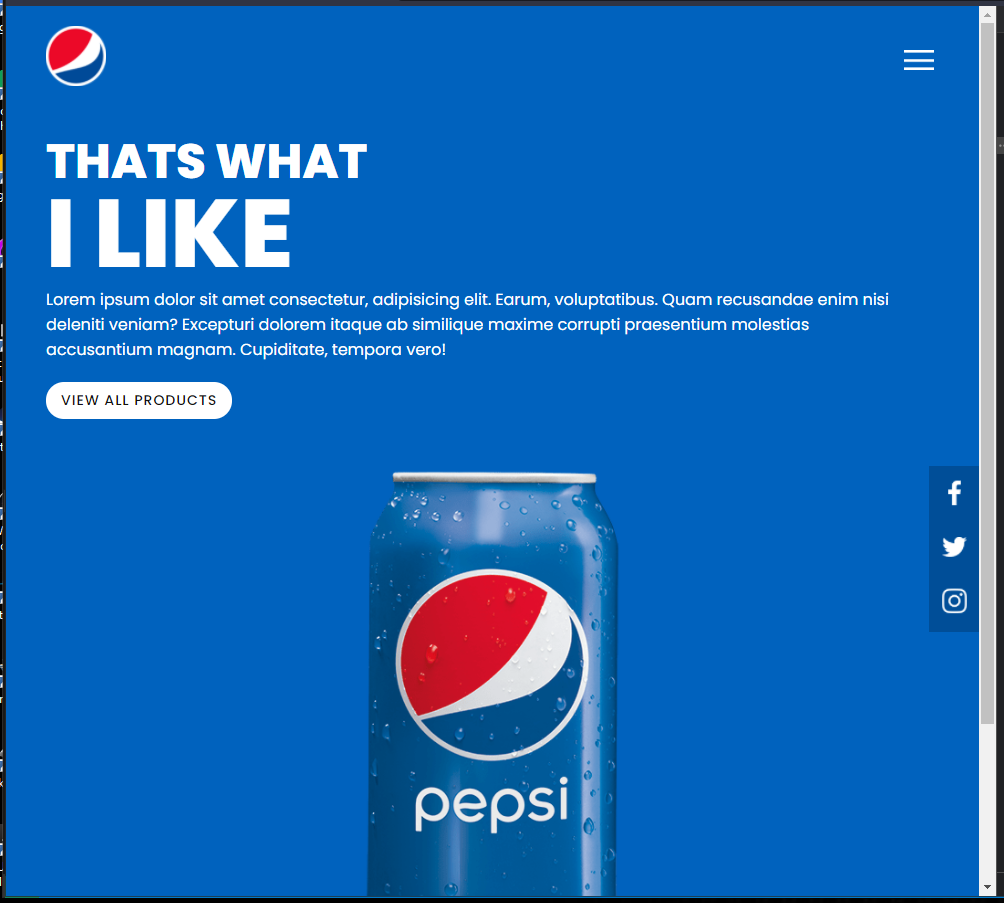 THATS WHAT
I LIKE
Lorem ipsum dolor sit amet consectetur, adipisicing elit. Earum, voluptatibus. Quam recusandae enim nisi
deleniti veniam? Excepturi dolorem itaque ab similique maxime corrupti praesentium molestias
accusantium magnam. Cupiditate, tempora vero!
VIEW ALL PRODUCTS
pepsi